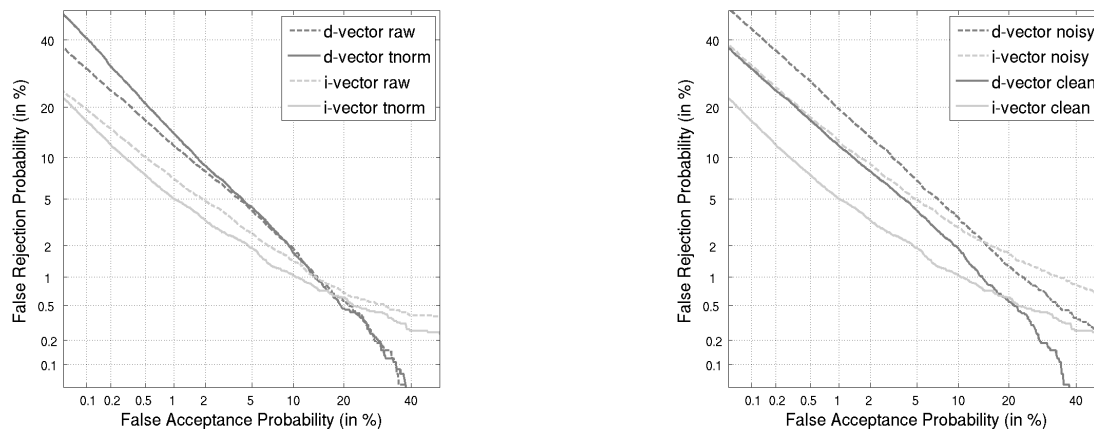 d-vector raw
d-vector tnorm
i-vector raw
i-vector tnorm
False Rejection Probability (in %)
40
20
10
5
2
1
0.5
0.2
0.1
0.1 0.2 0.5 1 2 5 10 20 40
False Acceptance Probability (in %)
d-vector noisy
i-vector noisy
d-vector clean
i-vector clean
False Rejection Probability (in %)
40
20
10
5
2
1
0.5
0.2
0.1
0.1 0.2 0.5 1 2 5 10 20 40
False Acceptance Probability (in %)